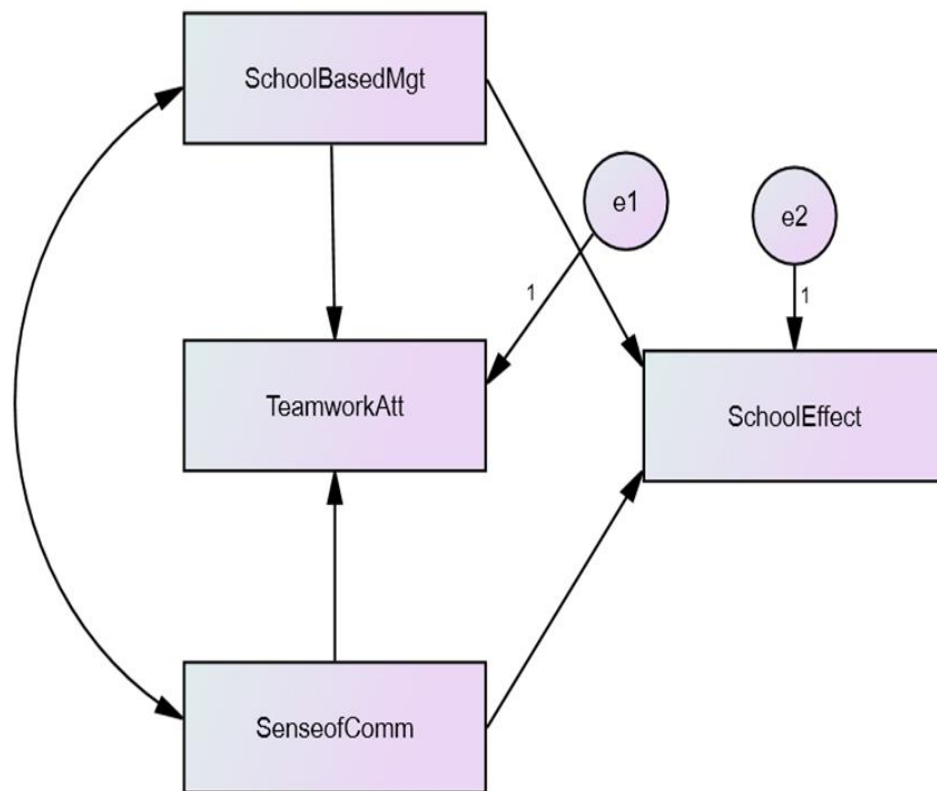 SchoolBasedMgt
e1
e2
1
1
TeamworkAtt
SchoolEffect
SenseofComm